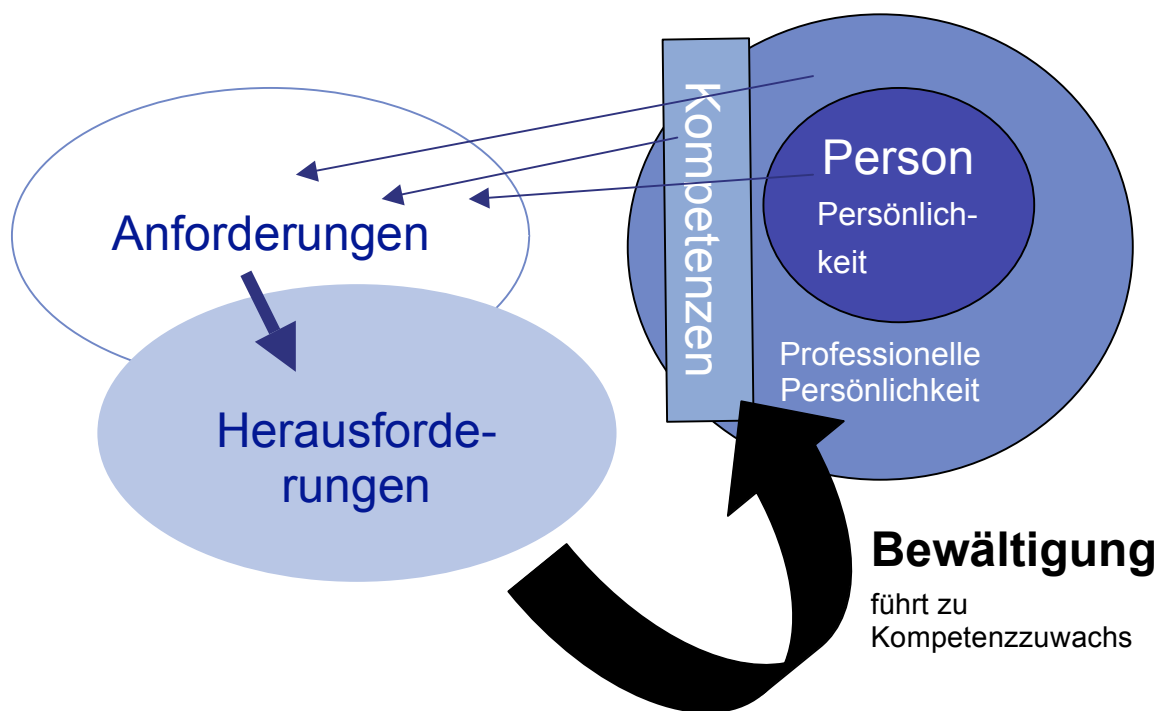 Kompetenzen
Person
Persönlich-
keit
Anforderungen
Professionelle
Persönlichkeit
Herausforde-
rungen
Bewältigung
führt zu
Kompetenzzuwachs